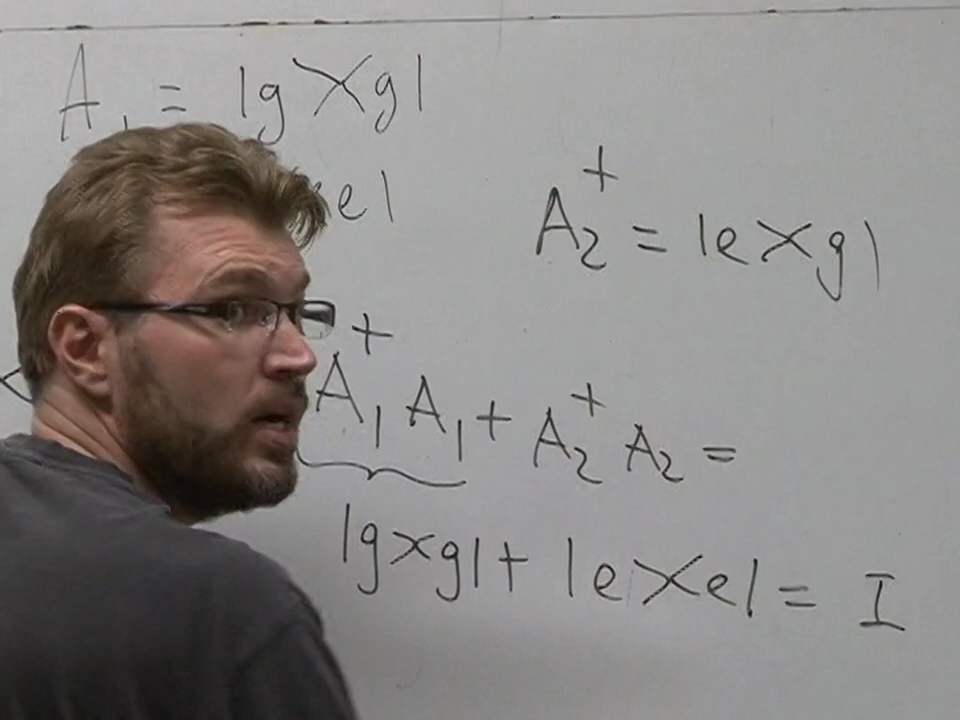 A₁ = |g⟩⟨g|
e|
A₂⁺ = |e⟩⟨g|
A₁⁺A₁ + A₂⁺A₂ =
|g⟩⟨g| + |e⟩⟨e| = I